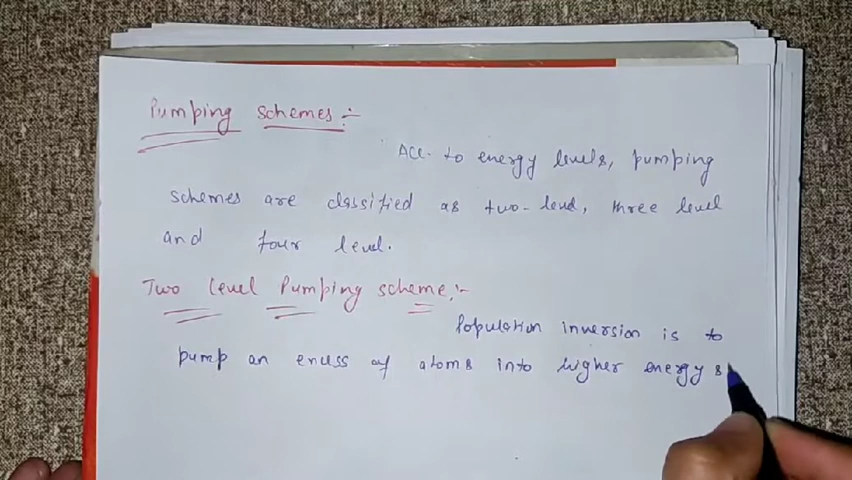 Pumping schemes :-
Acc. to energy levels, pumping
schemes are classified as two-level, three level
and four level.
Two level Pumping scheme :-
Population inversion is to
pump an excess of atoms into higher energy s